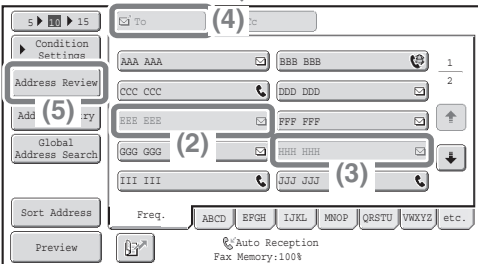 5 10 15
To
(4)
Cc
Condition
Settings
Address Review
(5)
Global
Address Search
Sort Address
Preview
AAA AAA
BBB BBB
CCC CCC
DDD DDD
EEE EEE
(2)
FFF FFF
GGG GGG
HHH HHH
(3)
III III
JJJ JJJ
1
2
Freq.
ABCD
EFGH
IJKL
MNOP
QRSTU
VWXYZ
etc.
Auto Reception
Fax Memory:100%